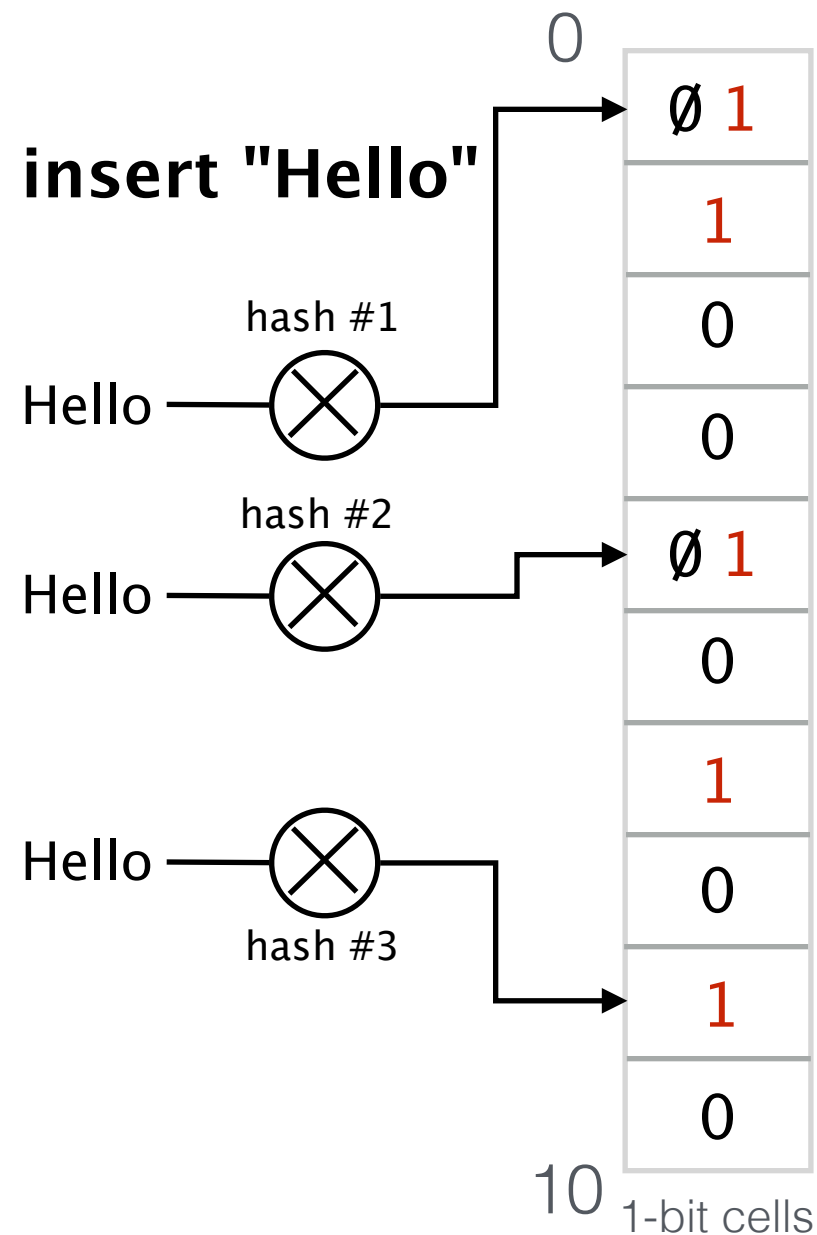 0
Ø 1
insert "Hello"
1
hash #1
0
Hello
0
hash #2
Ø 1
Hello
0
1
Hello
0
hash #3
1
0
10
1-bit cells